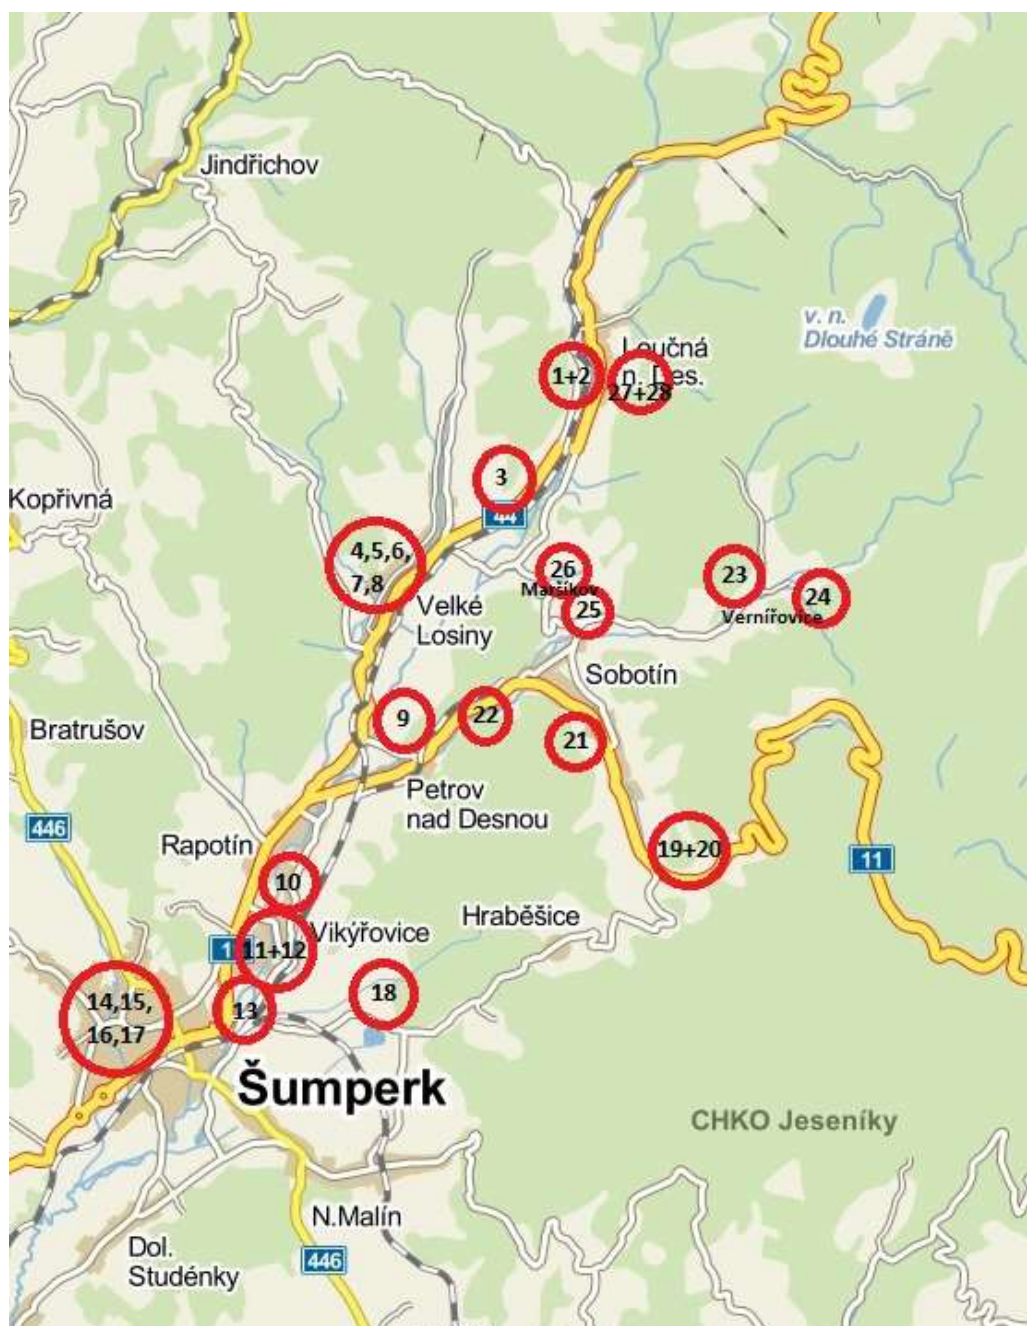 Jindřichov
v. n.
Dlouhé Stráně
Loučná
n. Des.
1+2
27+28
3
44
Kopřivná
4,5,6,
7,8
26
Maršíkov
25
23
24
Vernířovice
Velké
Losiny
Sobotín
9
22
21
Bratrušov
Petrov
nad Desnou
446
Rapotín
19+20
11
10
Hraběšice
Vikýřovice
11+12
18
14,15,
16,17
13
Šumperk
CHKO Jeseníky
N.Malín
Dol.
Studénky
446